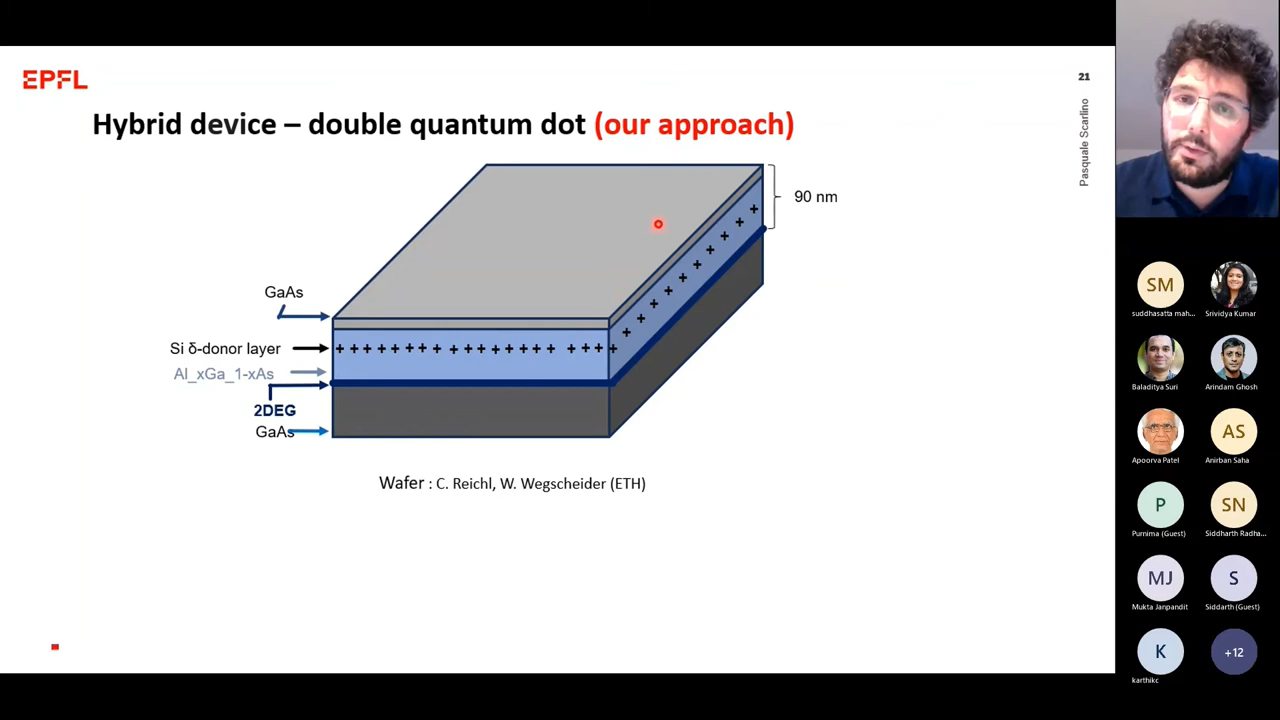 EPFL
21
Pasquale Scarlino
Hybrid device – double quantum dot (our approach)
90 nm
GaAs
Si δ-donor layer
+ + + + + + + + + + + + + + + + + + +
Al_xGa_1-xAs
2DEG
GaAs
Wafer : C. Reichl, W. Wegscheider (ETH)
SM
suddhasatta mah...
Srividya Kumar
Baladitya Suri
Arindam Ghosh
Apoorva Patel
AS
Anirban Saha
P
Purnima (Guest)
SN
Siddharth Radha...
MJ
Mukta Janpandit
S
Siddarth (Guest)
K
karthikc
+12